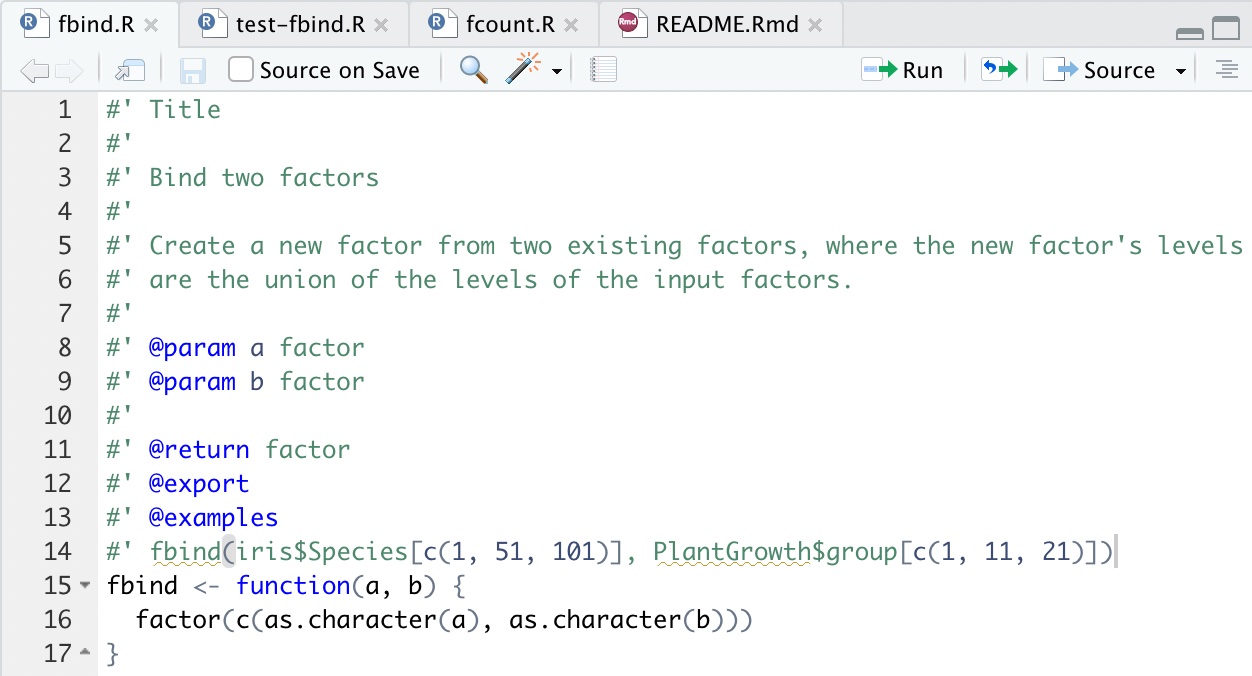 fbind.R test-fbind.R fcount.R README.Rmd
Source on Save Run Source
1 #' Title
2 #'
3 #' Bind two factors
4 #'
5 #' Create a new factor from two existing factors, where the new factor's levels
6 #' are the union of the levels of the input factors.
7 #'
8 #' @param a factor
9 #' @param b factor
10 #'
11 #' @return factor
12 #' @export
13 #' @examples
14 #' fbind(iris$Species[c(1, 51, 101)], PlantGrowth$group[c(1, 11, 21)])
15 fbind <- function(a, b) {
16   factor(c(as.character(a), as.character(b)))
17 }